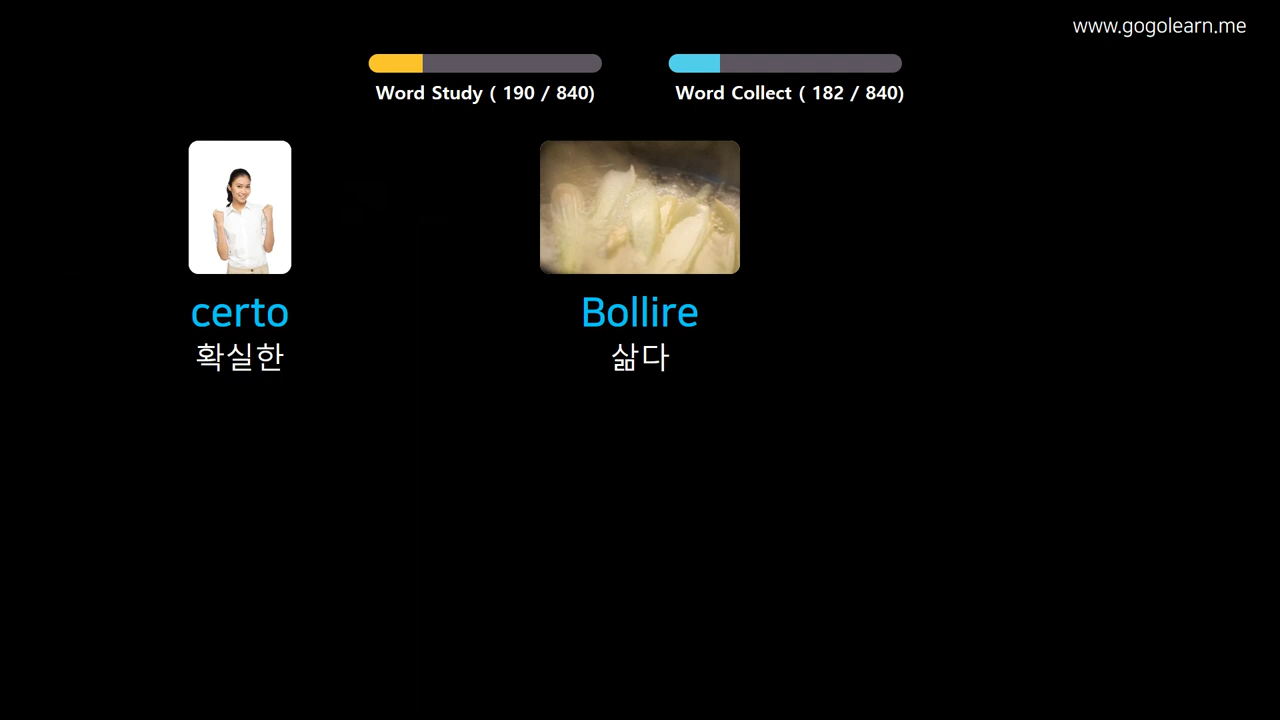 www.gogolearn.me
Word Study ( 190 / 840)
Word Collect ( 182 / 840)
certo
확실한
Bollire
삶다